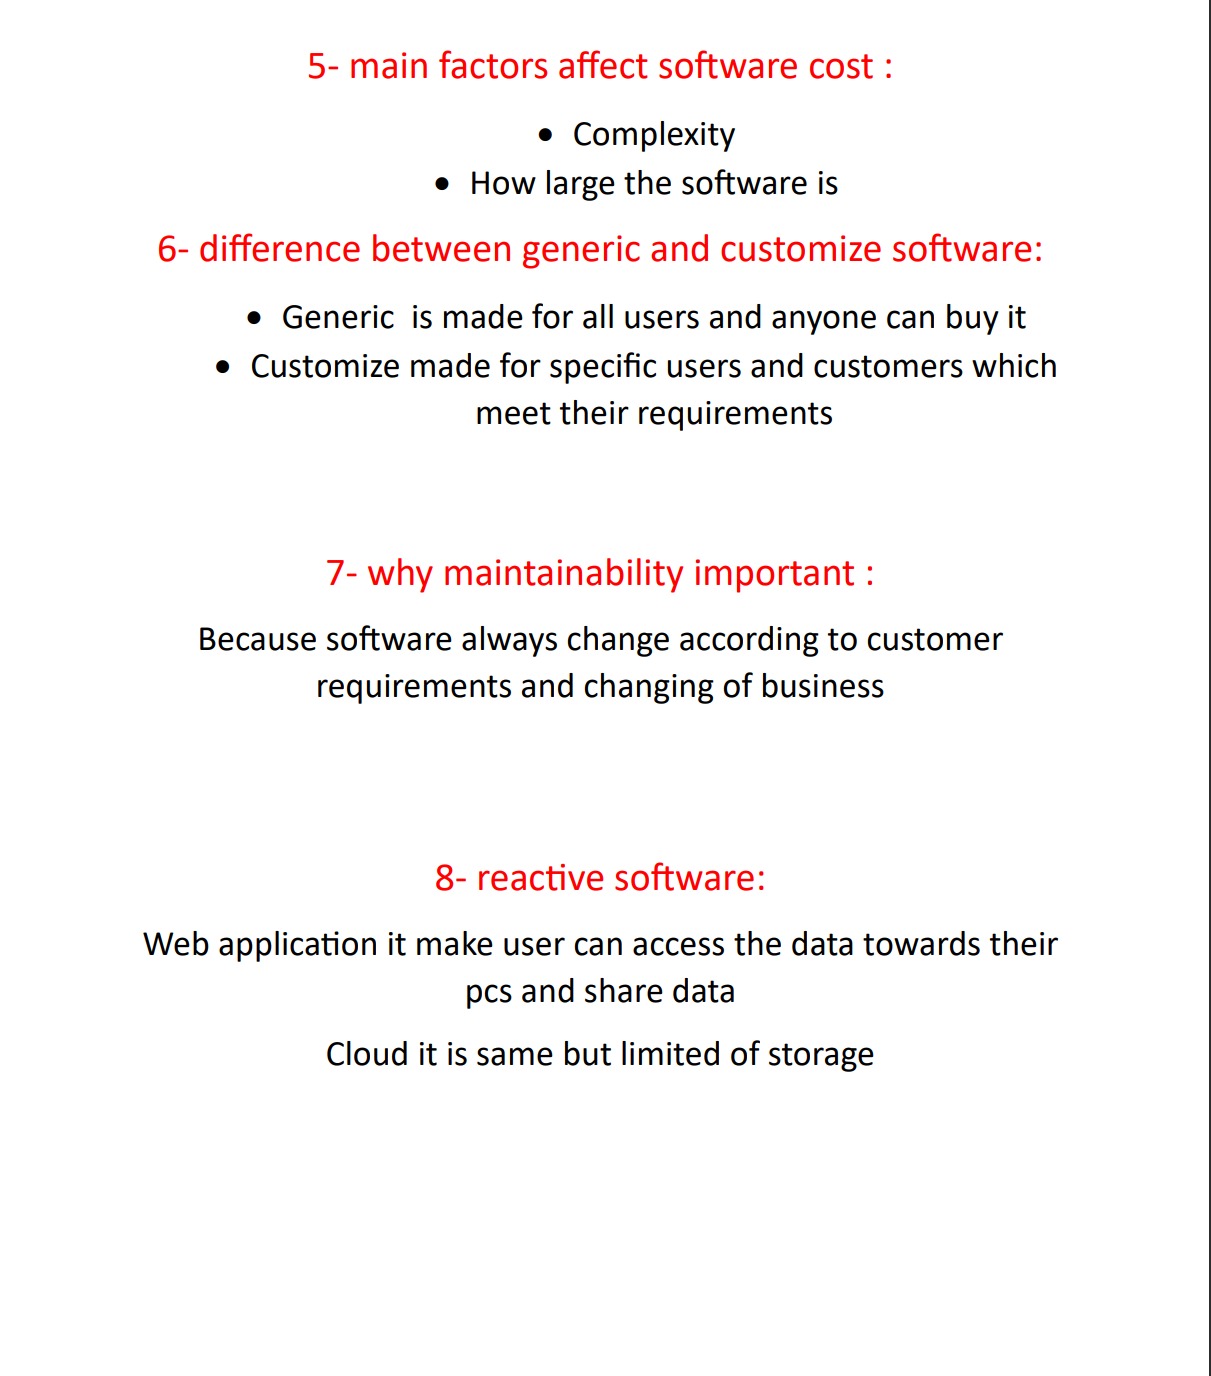 5- main factors affect software cost :
• Complexity
• How large the software is
6- difference between generic and customize software:
• Generic  is made for all users and anyone can buy it
• Customize made for specific users and customers which
meet their requirements
7- why maintainability important :
Because software always change according to customer
requirements and changing of business
8- reactive software:
Web application it make user can access the data towards their
pcs and share data
Cloud it is same but limited of storage